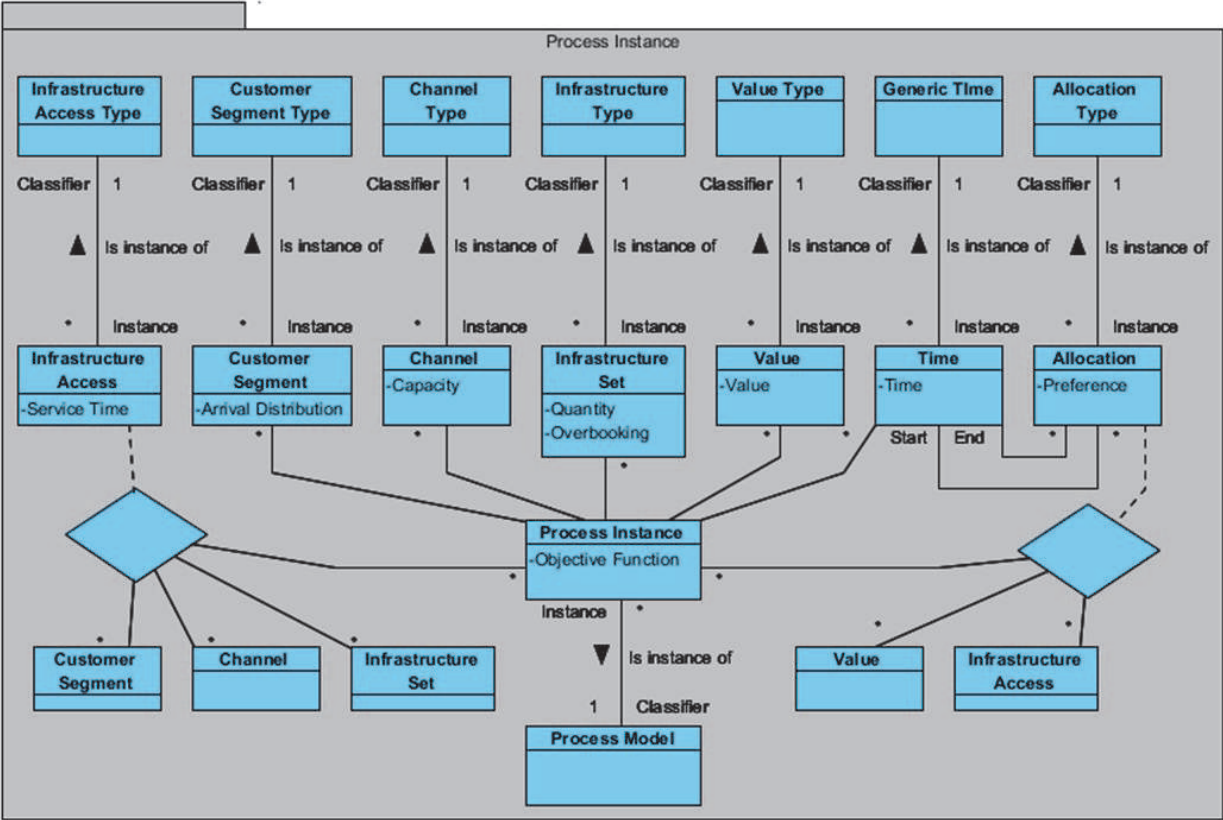 Process Instance
Infrastructure Access Type
Customer Segment Type
Channel Type
Infrastructure Type
Value Type
Generic TIme
Allocation Type
Classifier 1 Classifier 1 Classifier 1 Classifier 1 Classifier 1 Classifier 1 Classifier 1
Is instance of Is instance of Is instance of Is instance of Is instance of Is instance of Is instance of
* Instance * Instance * Instance * Instance * Instance * Instance * Instance
Infrastructure Access
-Service Time
Customer Segment
-Arrival Distribution
Channel
-Capacity
Infrastructure Set
-Quantity
-Overbooking
Value
-Value
Time
-Time
Allocation
-Preference
* * * * * Start End * *
Process Instance
-Objective Function
* *
Instance *
Is instance of
1 Classifier
Process Model
* * * * *
Customer Segment
Channel
Infrastructure Set
Value
Infrastructure Access